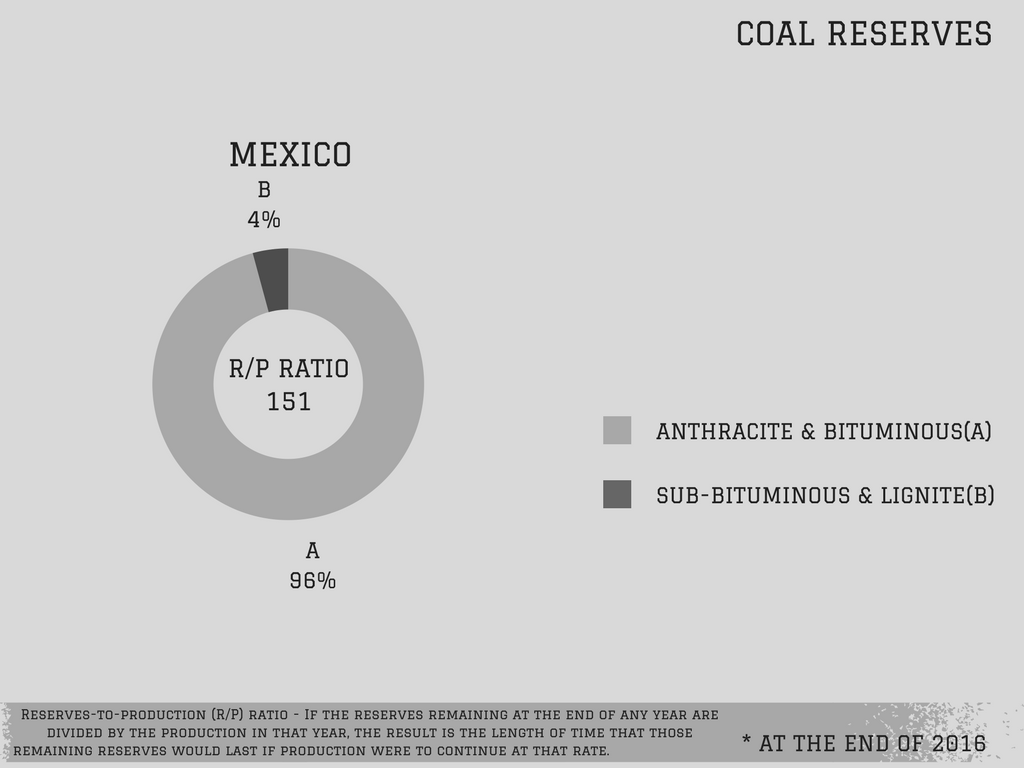 COAL RESERVES
MEXICO
B
4%
R/P RATIO
151
A
96%
ANTHRACITE & BITUMINOUS(A)
SUB-BITUMINOUS & LIGNITE(B)
Reserves-to-production (R/P) ratio - If the reserves remaining at the end of any year are
divided by the production in that year, the result is the length of time that those
remaining reserves would last if production were to continue at that rate.
* AT THE END OF 2016